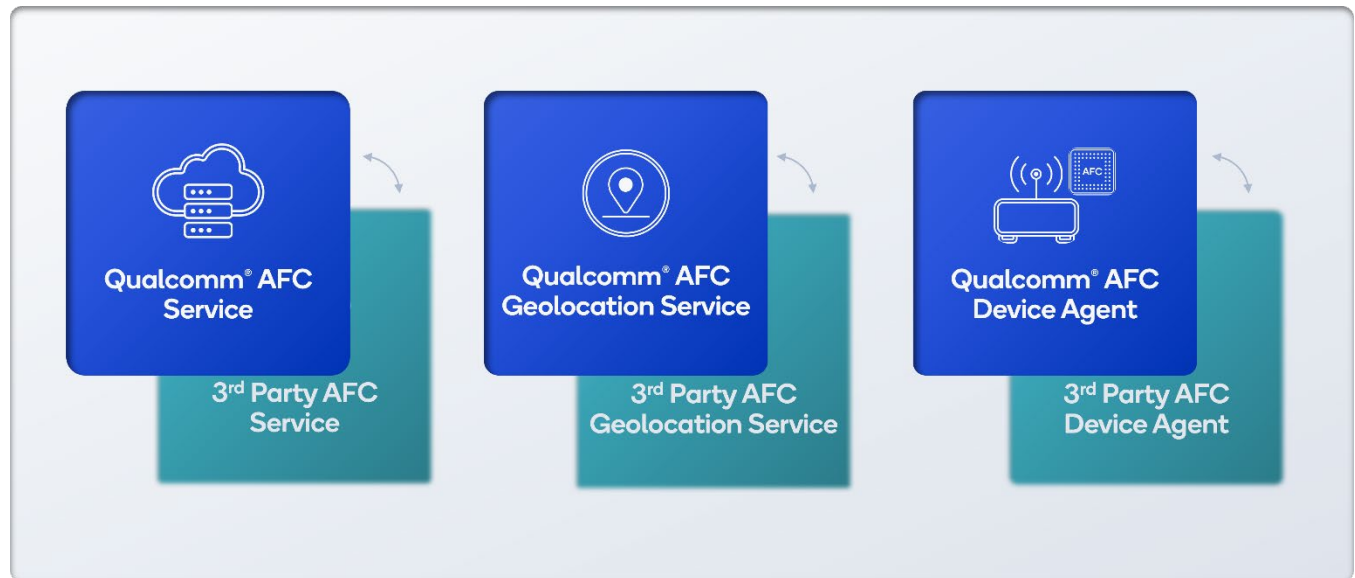 Qualcomm® AFC
Service
3rd Party AFC
Service
Qualcomm® AFC
Geolocation Service
3rd Party AFC
Geolocation Service
AFC
Qualcomm® AFC
Device Agent
3rd Party AFC
Device Agent